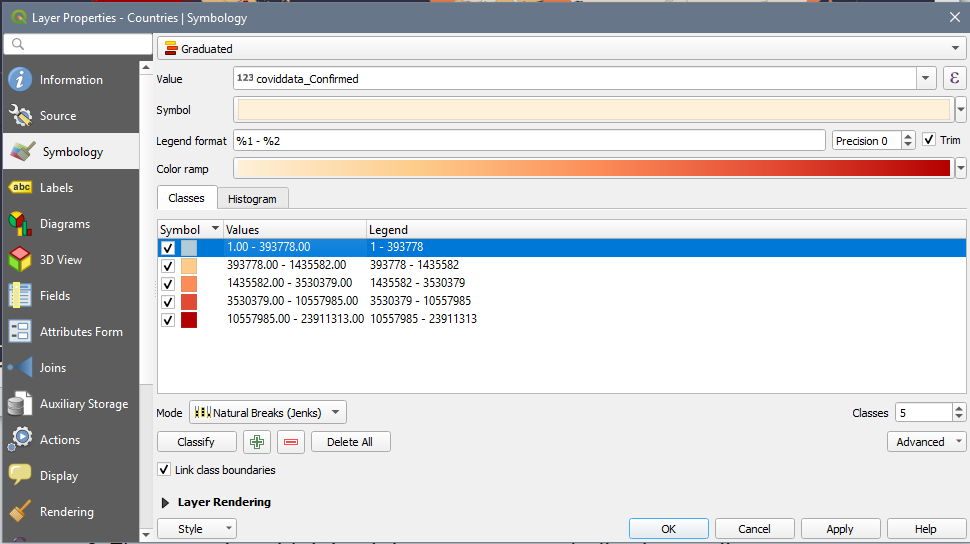 Layer Properties - Countries | Symbology
Information
Source
Symbology
abc Labels
Diagrams
3D View
Fields
Attributes Form
Joins
Auxiliary Storage
Actions
Display
Rendering
Graduated
Value 123 coviddata_Confirmed ε
Symbol
Legend format %1 - %2 Precision 0 Trim
Color ramp
Classes Histogram
Symbol Values Legend
1.00 - 393778.00 1 - 393778
393778.00 - 1435582.00 393778 - 1435582
1435582.00 - 3530379.00 1435582 - 3530379
3530379.00 - 10557985.00 3530379 - 10557985
10557985.00 - 23911313.00 10557985 - 23911313
Mode Natural Breaks (Jenks) Classes 5
Classify Delete All Advanced
Link class boundaries
Layer Rendering
Style OK Cancel Apply Help